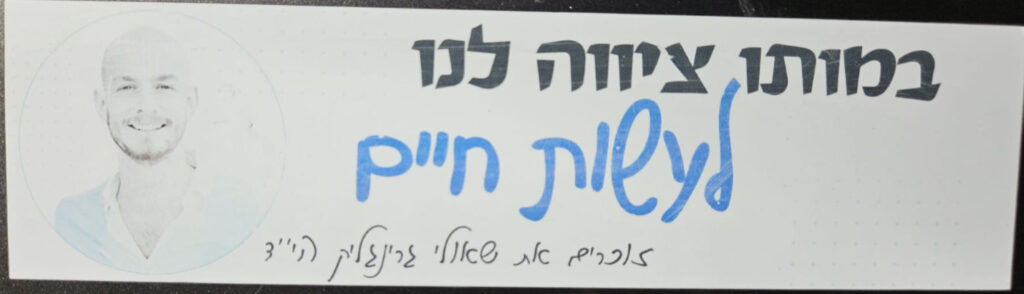 במותו ציווה לנו
לעשות חיים
זוכרים את שאולי גרינגליק הי''ד